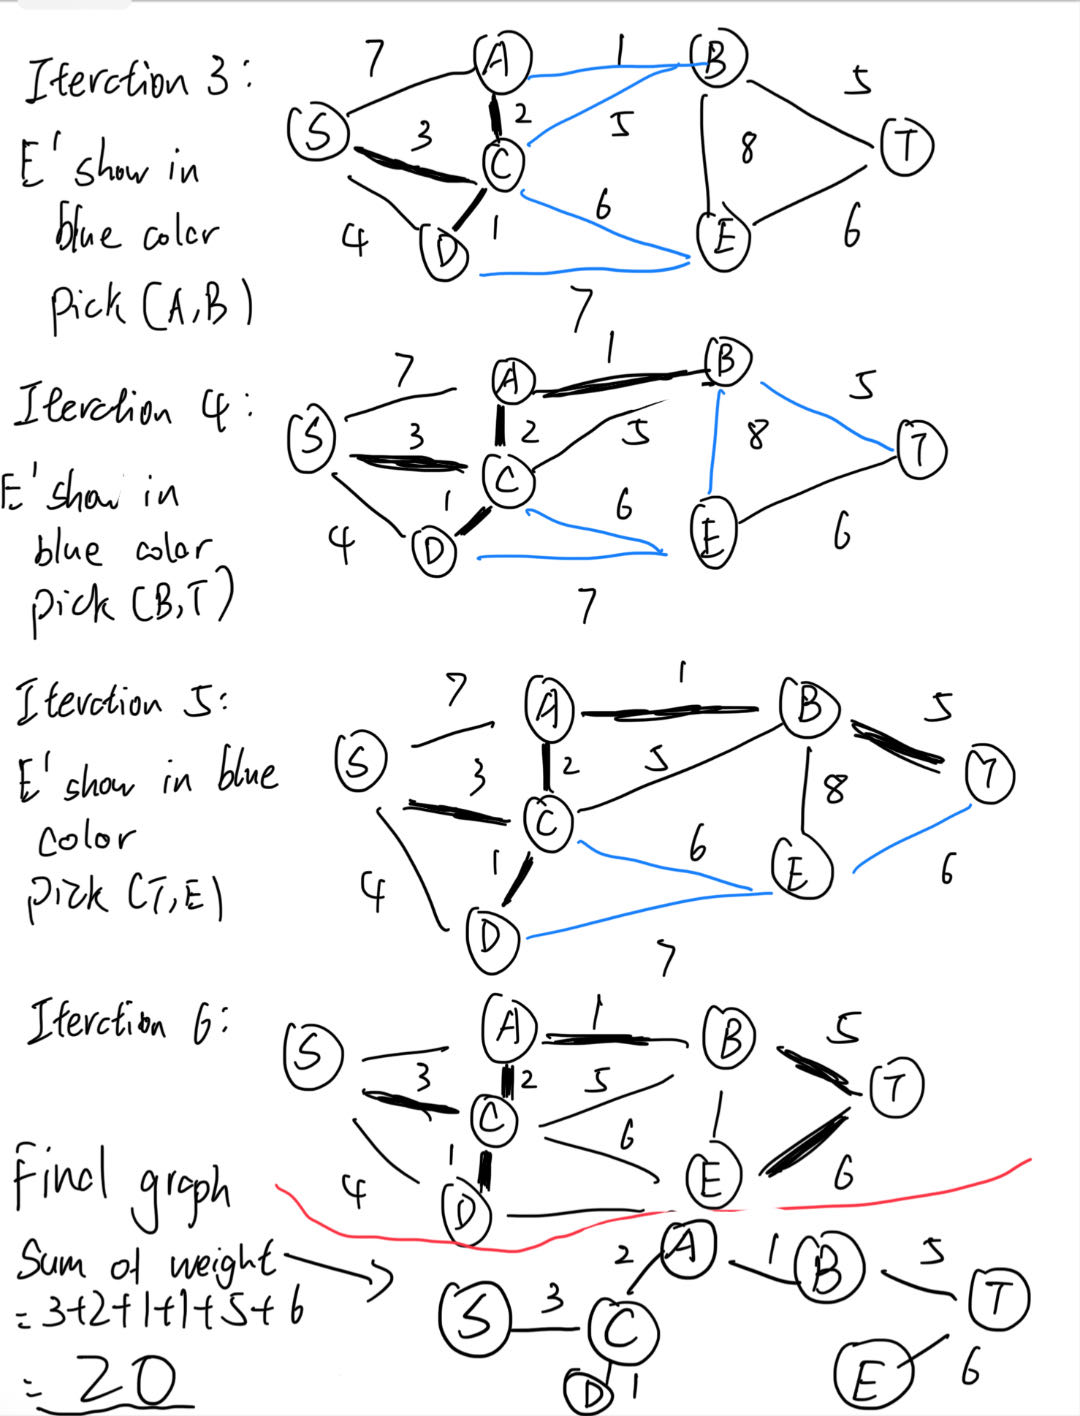 Iterction 3:
E' show in
blue color
pick (A,B)
7
A
1
B
5
S
3
2
5
C
8
T
4
D
1
6
E
6
7
Iterction 4:
E' show in
blue color
pick (B,T)
7
A
1
B
5
S
3
2
5
8
T
C
1
6
4
D
E
6
7
Iterction 5:
E' show in blue
color
pick (T,E)
7
A
1
B
5
S
3
2
5
8
T
C
1
6
E
6
4
D
7
Iterction 6:
S
A
1
B
5
3
2
5
T
C
6
1
E
6
4
D
Final graph
Sum of weight
= 3+2+1+1+5+6
= 20
2
A
1
B
5
S
3
C
T
D
1
E
6